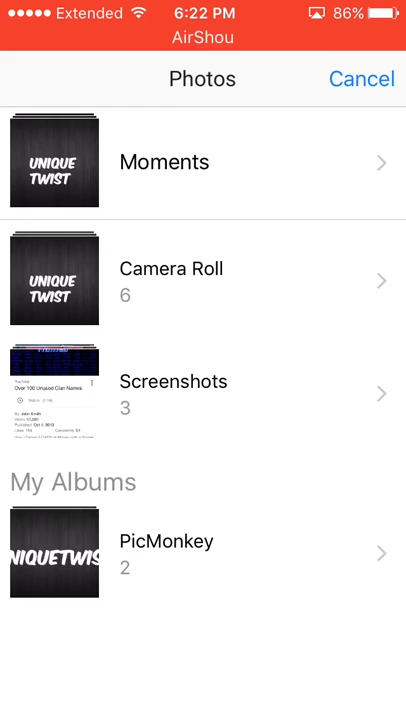 Extended 6:22 PM 86%
AirShou
Photos Cancel
UNIQUE
TWIST
Moments
UNIQUE
TWIST
Camera Roll
6
YouTube
Over 100 Unused Clan Names.
Screenshots
3
My Albums
NIQUETWIS
PicMonkey
2